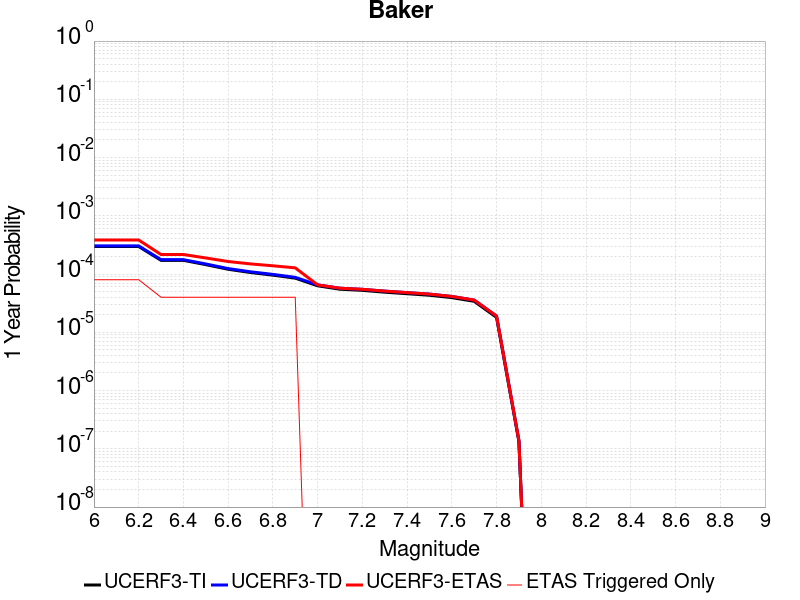 Baker
10^0
10^-1
10^-2
10^-3
10^-4
10^-5
10^-6
10^-7
10^-8
1 Year Probability
6 6.2 6.4 6.6 6.8 7 7.2 7.4 7.6 7.8 8 8.2 8.4 8.6 8.8 9
Magnitude
UCERF3-TI UCERF3-TD UCERF3-ETAS ETAS Triggered Only